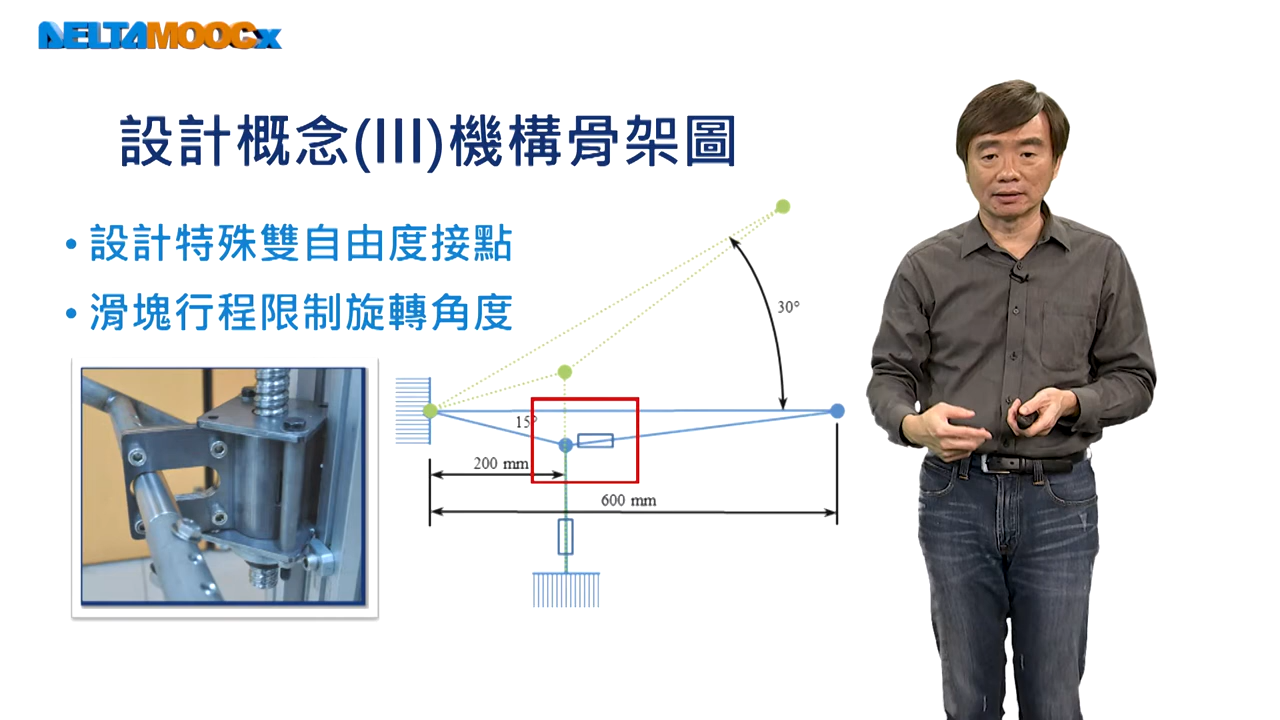 DELTAMOOCx
設計概念(III)機構骨架圖
• 設計特殊雙自由度接點
• 滑塊行程限制旋轉角度
30°
15°
200 mm
600 mm